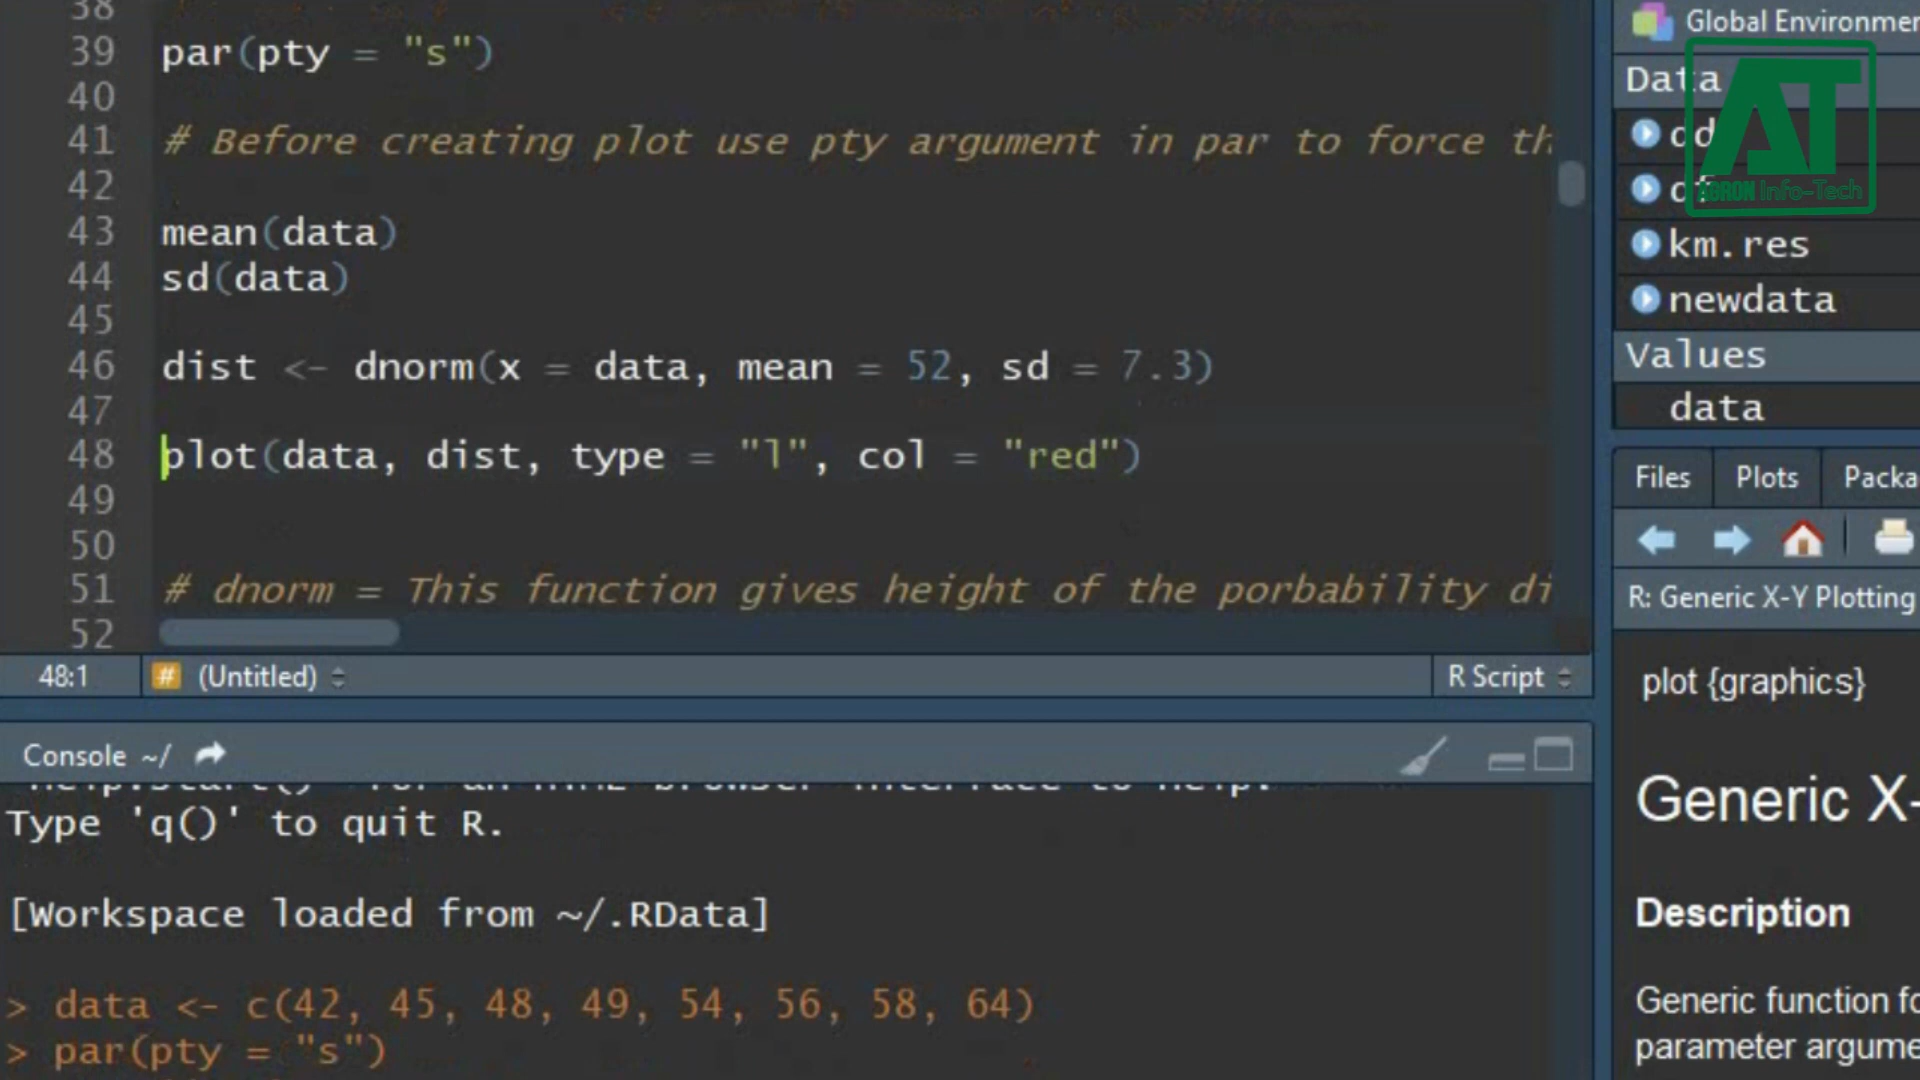 38
39 par(pty = "s")
40
41 # Before creating plot use pty argument in par to force th
42
43 mean(data)
44 sd(data)
45
46 dist <- dnorm(x = data, mean = 52, sd = 7.3)
47
48 plot(data, dist, type = "l", col = "red")
49
50
51 # dnorm = This function gives height of the porbability di
52
48:1 # (Untitled) R Script
Console ~/
Type 'q()' to quit R.
[Workspace loaded from ~/.RData]
> data <- c(42, 45, 48, 49, 54, 56, 58, 64)
> par(pty = "s")
Global Environmen
Data
AT
AGRON Info-Tech
km.res
newdata
Values
data
Files Plots Packa
R: Generic X-Y Plotting
plot {graphics}
Generic X-
Description
Generic function fo
parameter argume